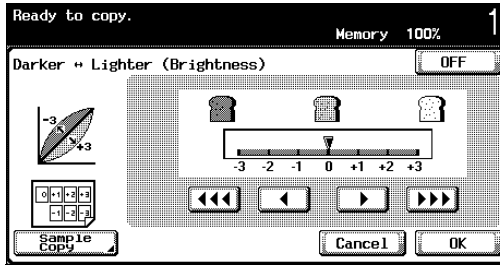 Ready to copy.
Memory 100%
1
Darker ↔ Lighter (Brightness)
OFF
-3
+3
-3 -2 -1 0 +1 +2 +3
0 +1 +2 +3
-1 -2 -3
Sample
Copy
Cancel
OK